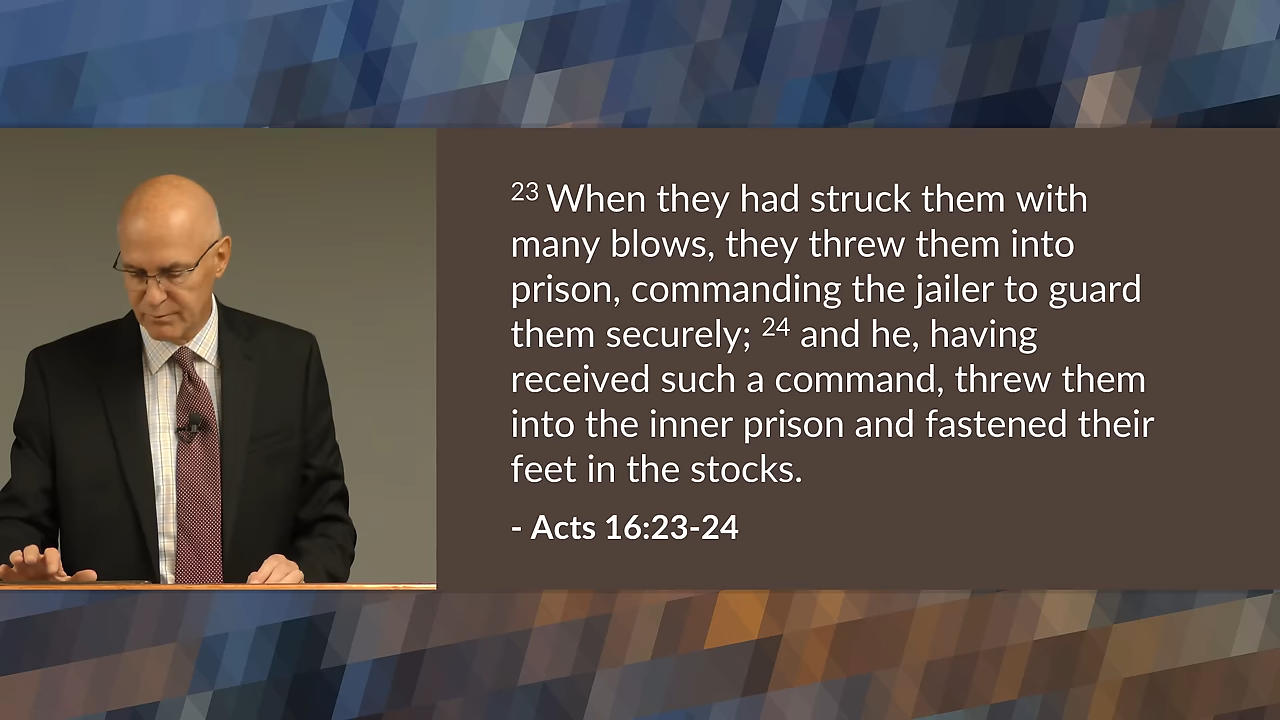 23 When they had struck them with
many blows, they threw them into
prison, commanding the jailer to guard
them securely; 24 and he, having
received such a command, threw them
into the inner prison and fastened their
feet in the stocks.
- Acts 16:23-24